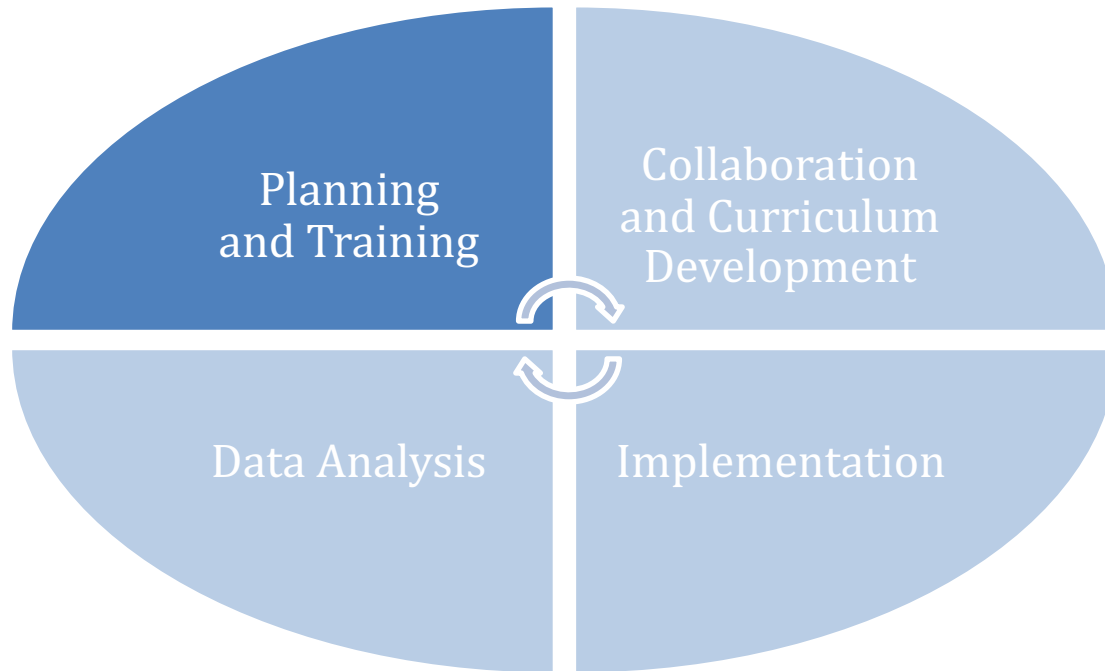 Planning
and Training
Collaboration
and Curriculum
Development
Data Analysis
Implementation